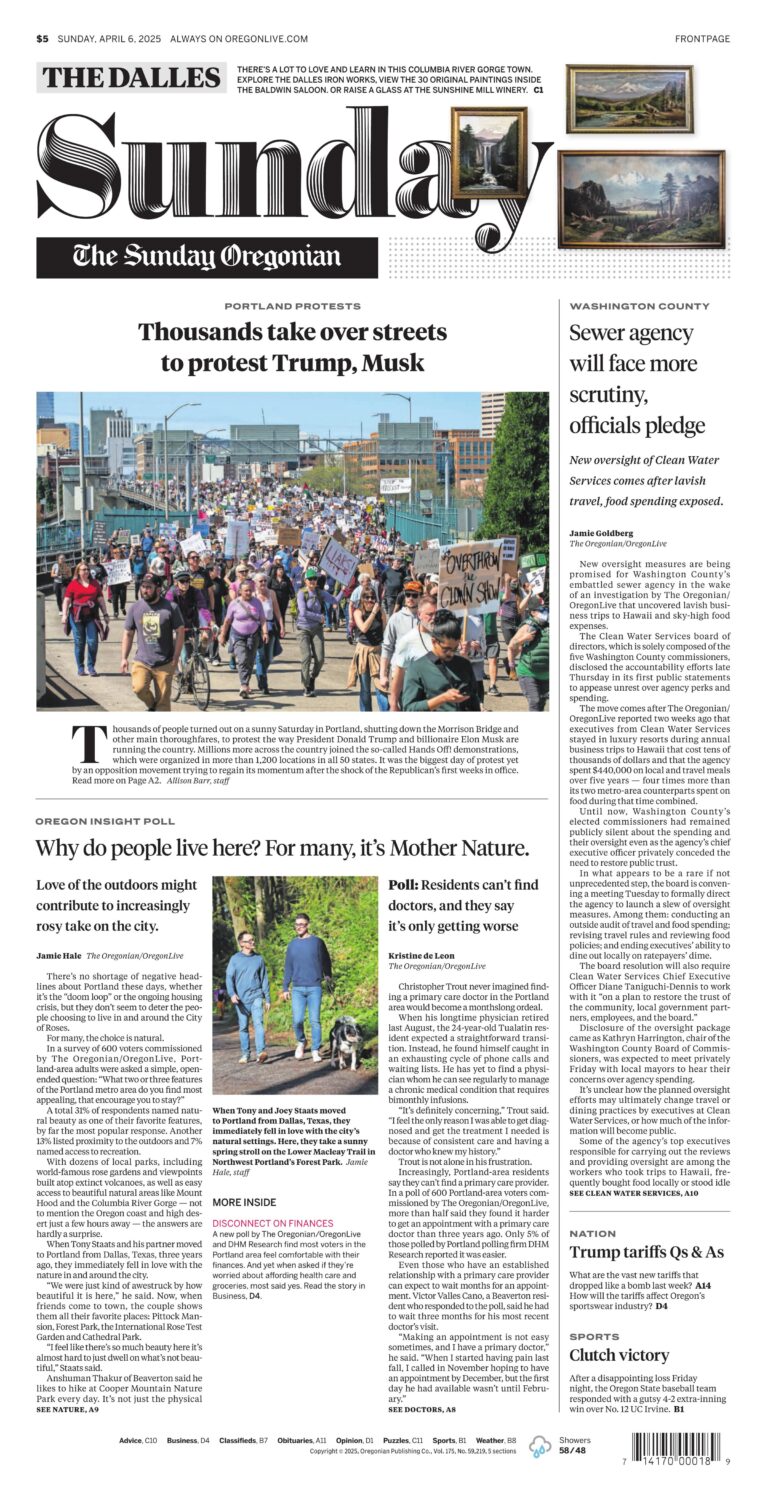 $5 SUNDAY, APRIL 6, 2025 ALWAYS ON OREGONLIVE.COM
FRONTPAGE
THE DALLES
THERE'S A LOT TO LOVE AND LEARN IN THIS COLUMBIA RIVER GORGE TOWN.
EXPLORE THE DALLES IRON WORKS, VIEW THE 30 ORIGINAL PAINTINGS INSIDE
THE BALDWIN SALOON. OR RAISE A GLASS AT THE SUNSHINE MILL WINERY. C1
Sunday
The Sunday Oregonian
PORTLAND PROTESTS
Thousands take over streets
to protest Trump, Musk
OVERTHROW
the
CLOWN SHOW
Thousands of people turned out on a sunny Saturday in Portland, shutting down the Morrison Bridge and
other main thoroughfares, to protest the way President Donald Trump and billionaire Elon Musk are
running the country. Millions more across the country joined the so-called Hands Off! demonstrations,
which were organized in more than 1,200 locations in all 50 states. It was the biggest day of protest yet
by an opposition movement trying to regain its momentum after the shock of the Republican's first weeks in office.
Read more on Page A2. Allison Barr, staff
OREGON INSIGHT POLL
Why do people live here? For many, it's Mother Nature.
Love of the outdoors might
contribute to increasingly
rosy take on the city.
Jamie Hale The Oregonian/OregonLive
There's no shortage of negative head-
lines about Portland these days, whether
it's the "doom loop" or the ongoing housing
crisis, but they don't seem to deter the peo-
ple choosing to live in and around the City
of Roses.
For many, the choice is natural.
In a survey of 600 voters commissioned
by The Oregonian/OregonLive, Port-
land-area adults were asked a simple, open-
ended question: "What two or three features
of the Portland metro area do you find most
appealing, that encourage you to stay?"
A total 31% of respondents named nat-
ural beauty as one of their favorite features,
by far the most popular response. Another
13% listed proximity to the outdoors and 7%
named access to recreation.
With dozens of local parks, including
world-famous rose gardens and viewpoints
built atop extinct volcanoes, as well as easy
access to beautiful natural areas like Mount
Hood and the Columbia River Gorge — not
to mention the Oregon coast and high des-
ert just a few hours away — the answers are
hardly a surprise.
When Tony Staats and his partner moved
to Portland from Dallas, Texas, three years
ago, they immediately fell in love with the
nature in and around the city.
"We were just kind of awestruck by how
beautiful it is here," he said. Now, when
friends come to town, the couple shows
them all their favorite places: Pittock Man-
sion, Forest Park, the International Rose Test
Garden and Cathedral Park.
"I feel like there's so much beauty here it's
almost hard to just dwell on what's not beau-
tiful," Staats said.
Anshuman Thakur of Beaverton said he
likes to hike at Cooper Mountain Nature
Park every day. It's not just the physical
SEE NATURE, A9
When Tony and Joey Staats moved
to Portland from Dallas, Texas, they
immediately fell in love with the city's
natural settings. Here, they take a sunny
spring stroll on the Lower Macleay Trail in
Northwest Portland's Forest Park. Jamie
Hale, staff
MORE INSIDE
DISCONNECT ON FINANCES
A new poll by The Oregonian/OregonLive
and DHM Research find most voters in the
Portland area feel comfortable with their
finances. And yet when asked if they're
worried about affording health care and
groceries, most said yes. Read the story in
Business, D4.
Poll: Residents can't find
doctors, and they say
it's only getting worse
Kristine de Leon
The Oregonian/OregonLive
Christopher Trout never imagined find-
ing a primary care doctor in the Portland
area would become a monthslong ordeal.
When his longtime physician retired
last August, the 24-year-old Tualatin res-
ident expected a straightforward transi-
tion. Instead, he found himself caught in
an exhausting cycle of phone calls and
waiting lists. He has yet to find a physi-
cian whom he can see regularly to manage
a chronic medical condition that requires
bimonthly infusions.
"It's definitely concerning," Trout said.
"I feel the only reason I was able to get diag-
nosed and get the treatment I needed is
because of consistent care and having a
doctor who knew my history."
Trout is not alone in his frustration.
Increasingly, Portland-area residents
say they can't find a primary care provider.
In a poll of 600 Portland-area voters com-
missioned by The Oregonian/OregonLive,
more than half said they found it harder
to get an appointment with a primary care
doctor than three years ago. Only 5% of
those polled by Portland polling firm DHM
Research reported it was easier.
Even those who have an established
relationship with a primary care provider
can expect to wait months for an appoint-
ment. Victor Valles Cano, a Beaverton resi-
dent who responded to the poll, said he had
to wait three months for his most recent
doctor's visit.
"Making an appointment is not easy
sometimes, and I have a primary doctor,"
he said. "When I started having pain last
fall, I called in November hoping to have
an appointment by December, but the first
day he had available wasn't until Febru-
ary."
SEE DOCTORS, A8
WASHINGTON COUNTY
Sewer agency
will face more
scrutiny,
officials pledge
New oversight of Clean Water
Services comes after lavish
travel, food spending exposed.
Jamie Goldberg
The Oregonian/OregonLive
New oversight measures are being
promised for Washington County's
embattled sewer agency in the wake
of an investigation by The Oregonian/
OregonLive that uncovered lavish busi-
ness trips to Hawaii and sky-high food
expenses.
The Clean Water Services board of
directors, which is solely composed of the
five Washington County commissioners,
disclosed the accountability efforts late
Thursday in its first public statements
to appease unrest over agency perks and
spending.
The move comes after The Oregonian/
OregonLive reported two weeks ago that
executives from Clean Water Services
stayed in luxury resorts during annual
business trips to Hawaii that cost tens of
thousands of dollars and that the agency
spent $440,000 on local and travel meals
over five years — four times more than
its two metro-area counterparts spent on
food during that time combined.
Until now, Washington County's
elected commissioners had remained
publicly silent about the spending and
their oversight even as the agency's chief
executive officer privately conceded the
need to restore public trust.
In what appears to be a rare if not
unprecedented step, the board is conven-
ing a meeting Tuesday to formally direct
the agency to launch a slew of oversight
measures. Among them: conducting an
outside audit of travel and food spending;
revising travel rules and reviewing food
policies; and ending executives' ability to
dine out locally on ratepayers' dime.
The board resolution will also require
Clean Water Services Chief Executive
Officer Diane Taniguchi-Dennis to work
with it "on a plan to restore the trust of
the community, local government part-
ners, employees, and the board."
Disclosure of the oversight package
came as Kathryn Harrington, chair of the
Washington County Board of Commis-
sioners, was expected to meet privately
Friday with local mayors to hear their
concerns over agency spending.
It's unclear how the planned oversight
efforts may ultimately change travel or
dining practices by executives at Clean
Water Services, or how much of the infor-
mation will become public.
Some of the agency's top executives
responsible for carrying out the reviews
and providing oversight are among the
workers who took trips to Hawaii, fre-
quently bought food locally or stood idle
SEE CLEAN WATER SERVICES, A10
NATION
Trump tariffs Qs & As
What are the vast new tariffs that
dropped like a bomb last week? A14
How will the tariffs affect Oregon's
sportswear industry? D4
SPORTS
Clutch victory
After a disappointing loss Friday
night, the Oregon State baseball team
responded with a gutsy 4-2 extra-inning
win over No. 12 UC Irvine. B1
Advice, C10 Business, D4 Classifieds, B7 Obituaries, A11 Opinion, D1 Puzzles, C11 Sports, B1 Weather, B8
Copyright © 2025, Oregonian Publishing Co., Vol. 175, No. 59,219, 5 sections
Showers
58/48
7 14170 00018 9